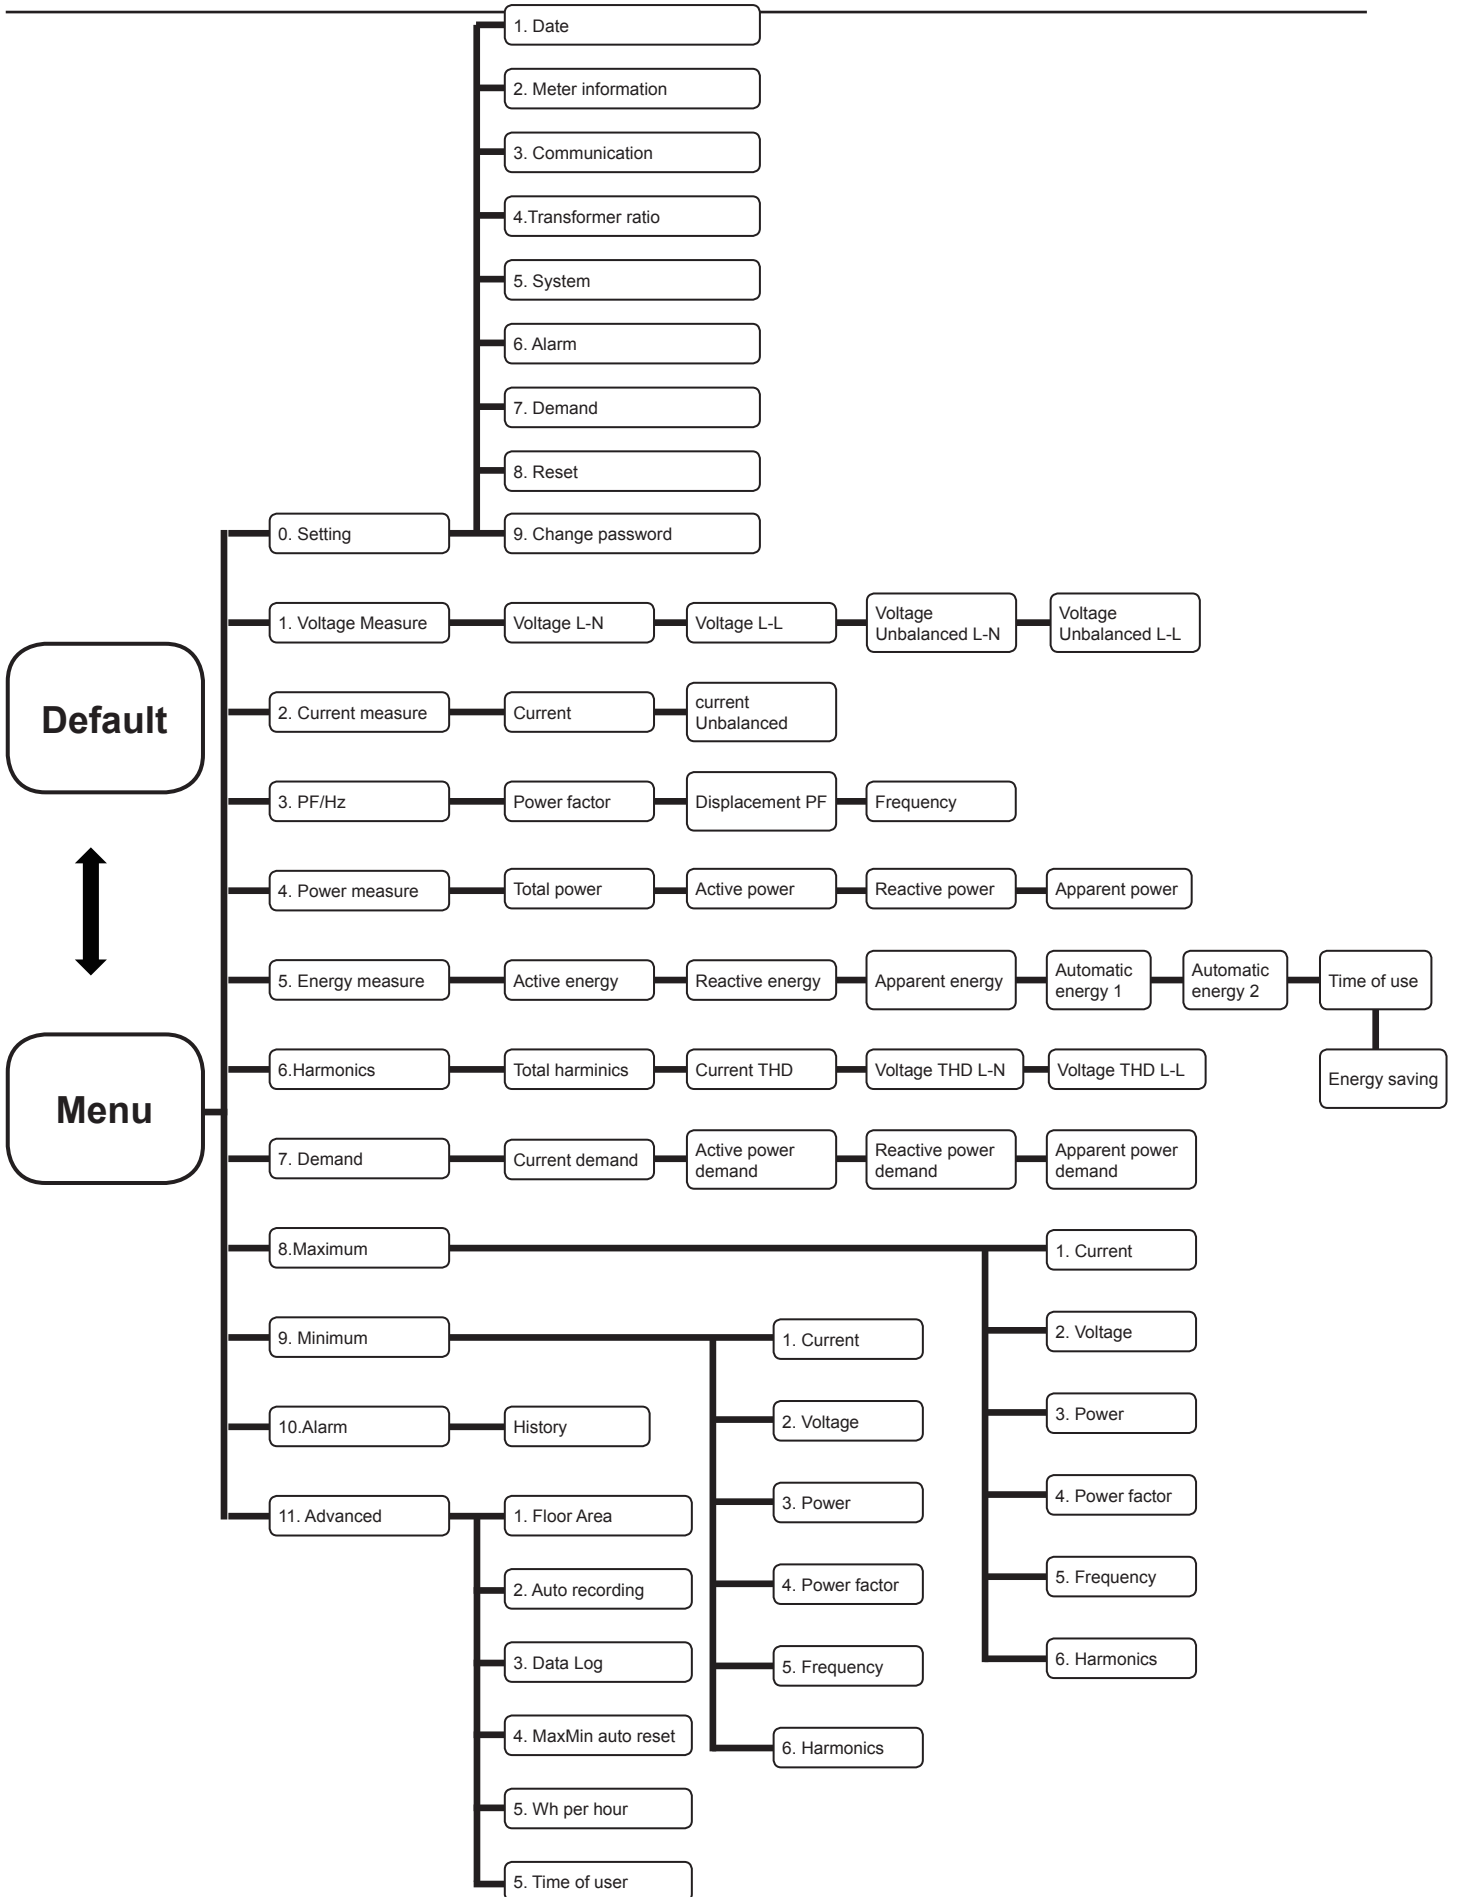 1. Date
2. Meter information
3. Communication
4.Transformer ratio
5. System
6. Alarm
7. Demand
8. Reset
0. Setting
9. Change password
1. Voltage Measure
Voltage L-N
Voltage L-L
Voltage
Unbalanced L-N
Voltage
Unbalanced L-L
Default
2. Current measure
Current
current
Unbalanced
3. PF/Hz
Power factor
Displacement PF
Frequency
4. Power measure
Total power
Active power
Reactive power
Apparent power
5. Energy measure
Active energy
Reactive energy
Apparent energy
Automatic
energy 1
Automatic
energy 2
Time of use
Energy saving
Menu
6.Harmonics
Total harminics
Current THD
Voltage THD L-N
Voltage THD L-L
7. Demand
Current demand
Active power
demand
Reactive power
demand
Apparent power
demand
8.Maximum
1. Current
2. Voltage
3. Power
4. Power factor
5. Frequency
6. Harmonics
9. Minimum
1. Current
2. Voltage
3. Power
4. Power factor
5. Frequency
6. Harmonics
10.Alarm
History
11. Advanced
1. Floor Area
2. Auto recording
3. Data Log
4. MaxMin auto reset
5. Wh per hour
5. Time of user